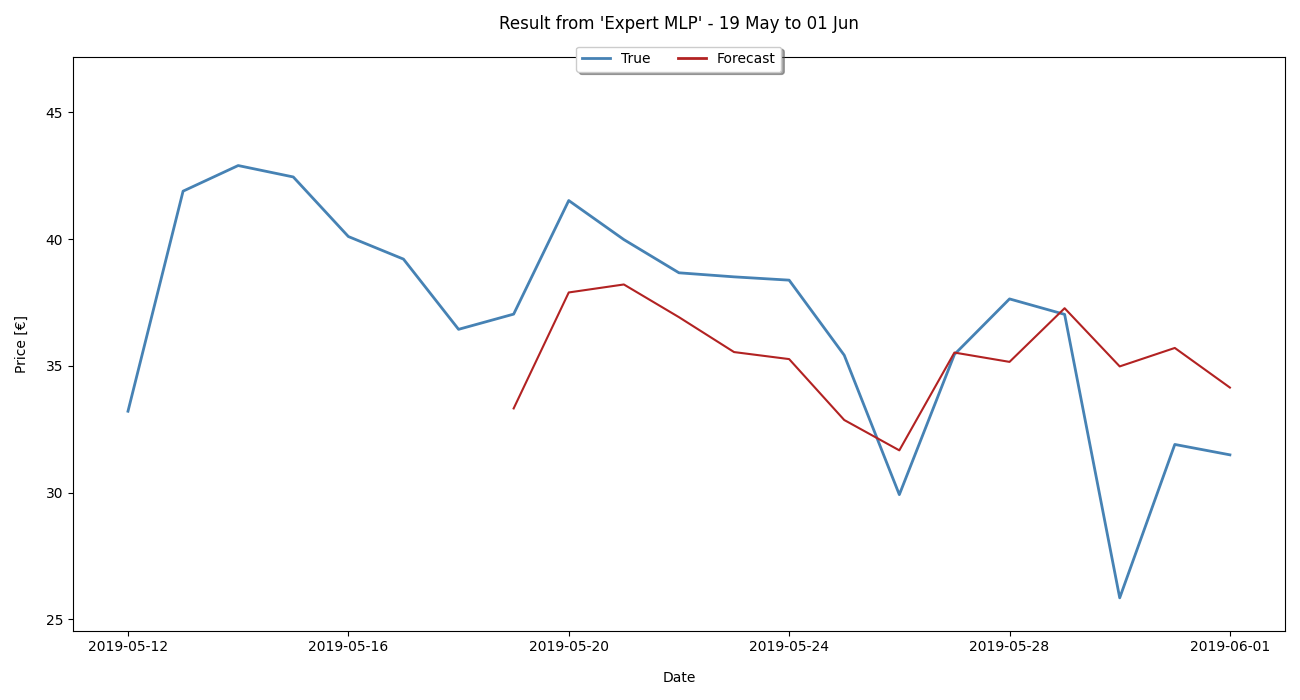 Result from 'Expert MLP' - 19 May to 01 Jun
True Forecast
45
40
35
30
25
Price [€]
2019-05-12 2019-05-16 2019-05-20 2019-05-24 2019-05-28 2019-06-01
Date